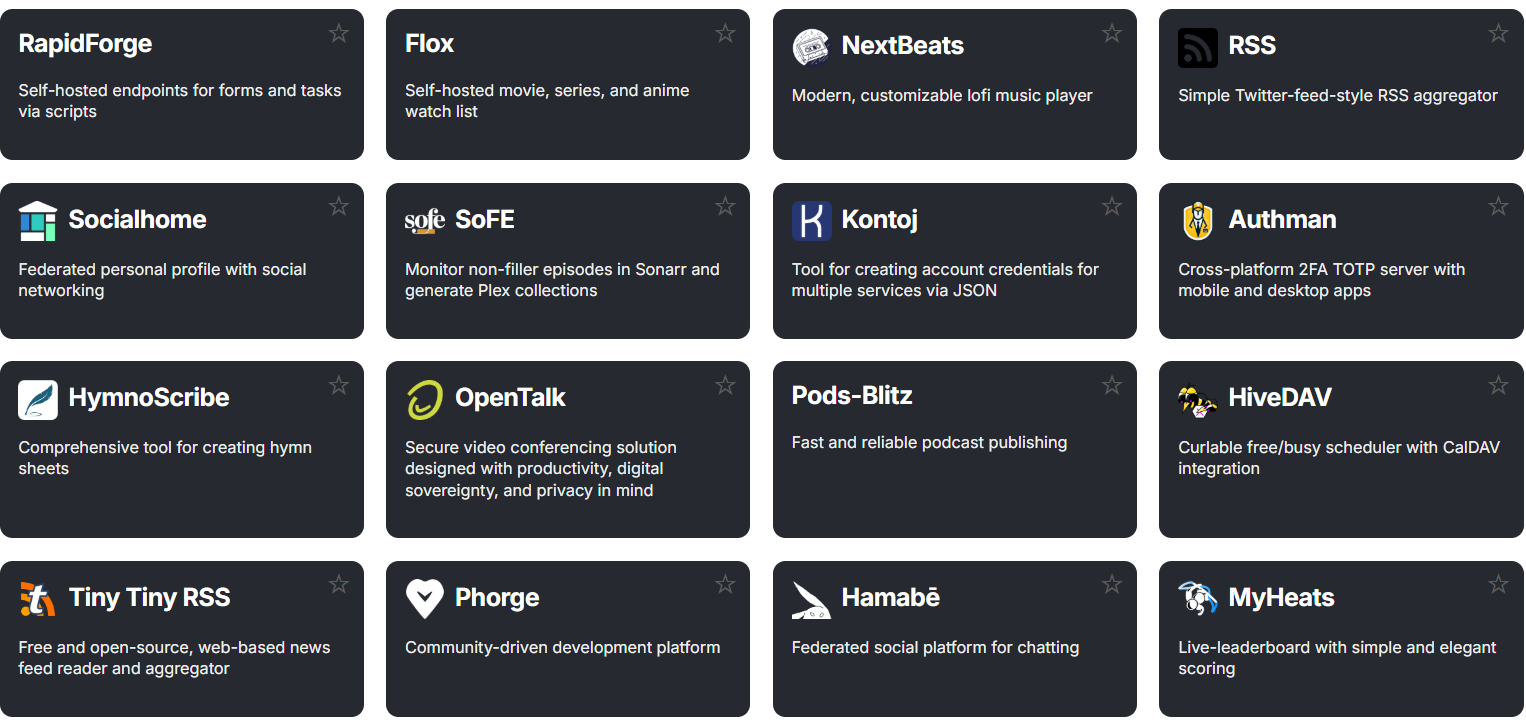 RapidForge
Self-hosted endpoints for forms and tasks
via scripts
Flox
Self-hosted movie, series, and anime
watch list
NextBeats
Modern, customizable lofi music player
RSS
Simple Twitter-feed-style RSS aggregator
Socialhome
Federated personal profile with social
networking
sofe
SoFE
Monitor non-filler episodes in Sonarr and
generate Plex collections
K
Kontoj
Tool for creating account credentials for
multiple services via JSON
Authman
Cross-platform 2FA TOTP server with
mobile and desktop apps
HymnoScribe
Comprehensive tool for creating hymn
sheets
OpenTalk
Secure video conferencing solution
designed with productivity, digital
sovereignty, and privacy in mind
Pods-Blitz
Fast and reliable podcast publishing
HiveDAV
Curlable free/busy scheduler with CalDAV
integration
t
Tiny Tiny RSS
Free and open-source, web-based news
feed reader and aggregator
Phorge
Community-driven development platform
Hamabē
Federated social platform for chatting
MyHeats
Live-leaderboard with simple and elegant
scoring